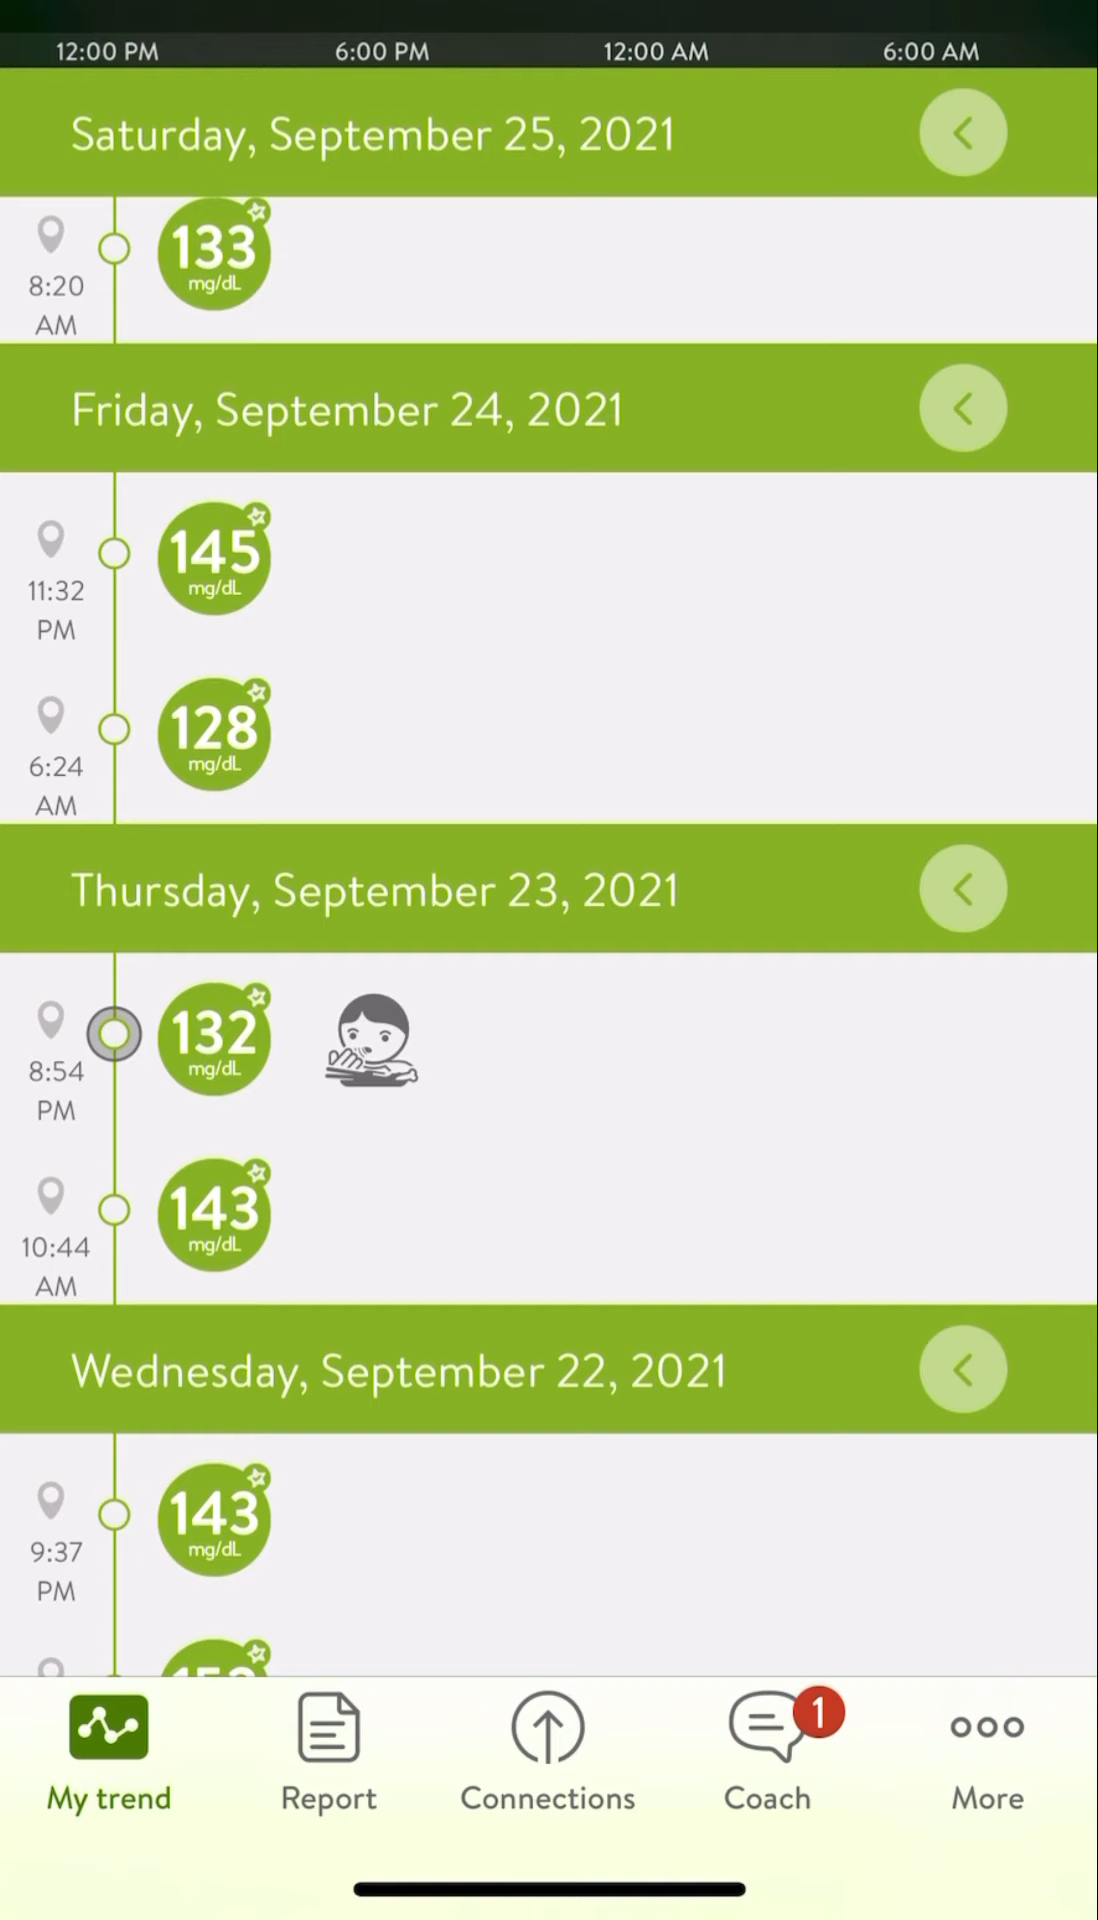 12:00 PM 6:00 PM 12:00 AM 6:00 AM
Saturday, September 25, 2021
133
mg/dL
8:20
AM
Friday, September 24, 2021
145
mg/dL
11:32
PM
128
mg/dL
6:24
AM
Thursday, September 23, 2021
132
mg/dL
8:54
PM
143
mg/dL
10:44
AM
Wednesday, September 22, 2021
143
mg/dL
9:37
PM
1
My trend Report Connections Coach More